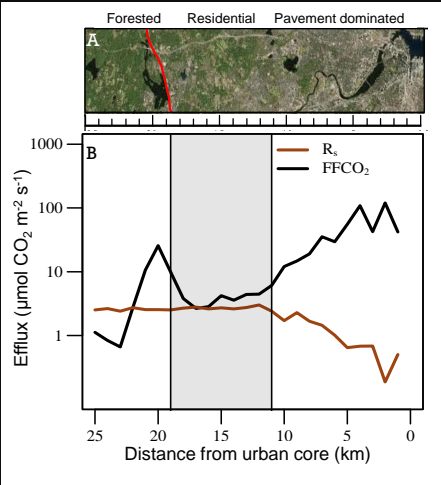 Forested Residential Pavement dominated
A
B
Rs
FFCO2
1000
100
10
1
Efflux (μmol CO2 m-2 s-1)
25 20 15 10 5 0
Distance from urban core (km)